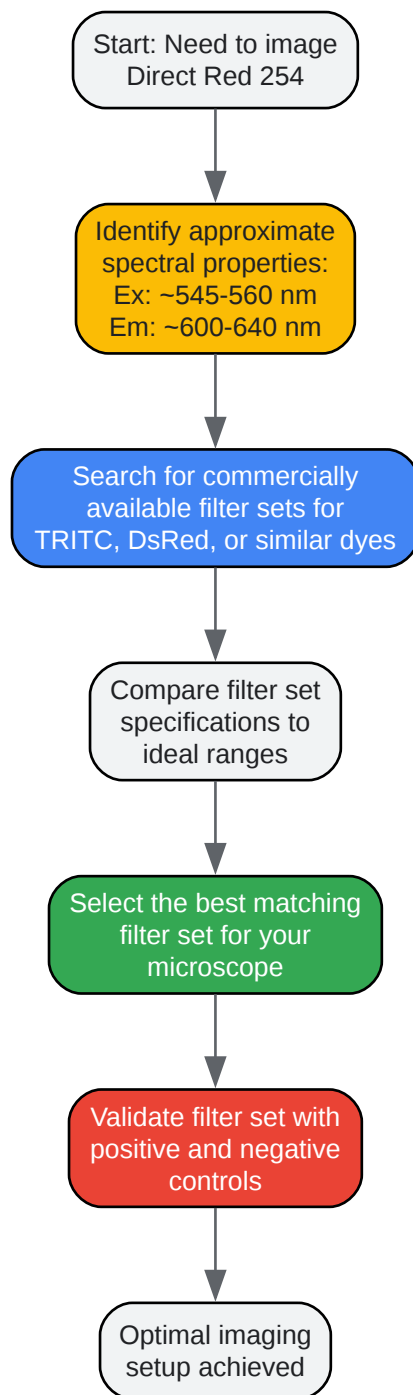 Start: Need to image
Direct Red 254
Identify approximate
spectral properties:
Ex: ~545-560 nm
Em: ~600-640 nm
Search for commercially
available filter sets for
TRITC, DsRed, or similar dyes
Compare filter set
specifications to
ideal ranges
Select the best matching
filter set for your
microscope
Validate filter set with
positive and negative
controls
Optimal imaging
setup achieved